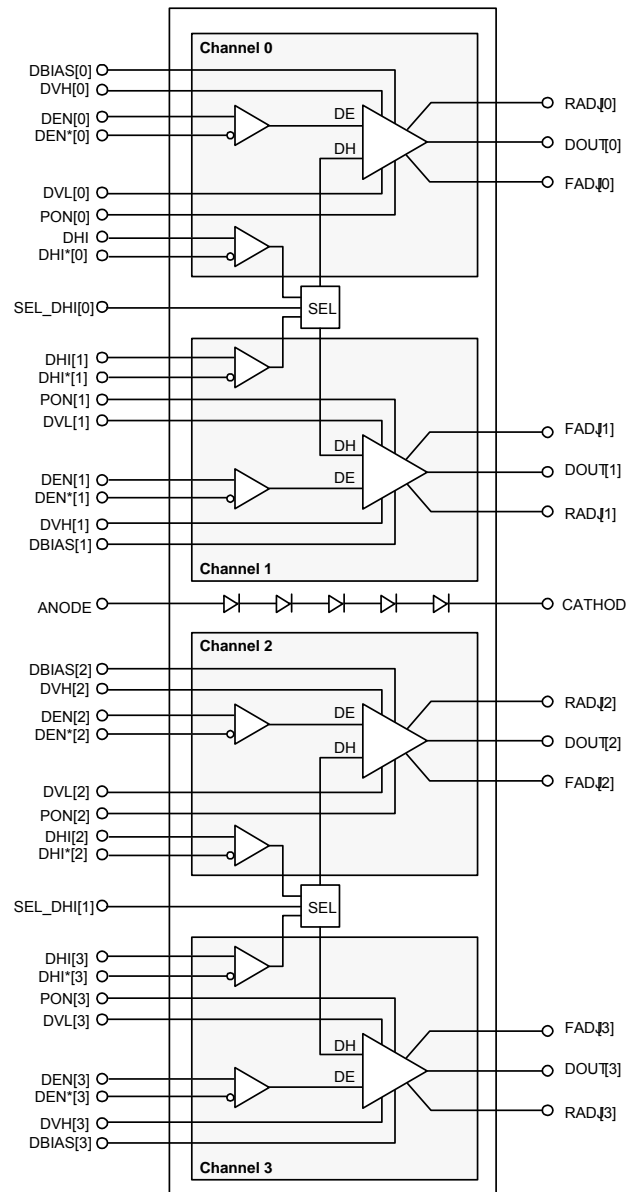 Channel 0
DBIAS[0]
DVH[0]
DEN[0]
DEN*[0]
DE
DH
RADJ[0]
DOUT[0]
FADJ[0]
DVL[0]
PON[0]
DHI
DHI*[0]
SEL_DHI[0]
SEL
DHI[1]
DHI*[1]
PON[1]
DVL[1]
DH
DE
FADJ[1]
DOUT[1]
RADJ[1]
DEN[1]
DEN*[1]
DVH[1]
DBIAS[1]
Channel 1
ANODE
CATHOD
Channel 2
DBIAS[2]
DVH[2]
DEN[2]
DEN*[2]
DE
DH
RADJ[2]
DOUT[2]
FADJ[2]
DVL[2]
PON[2]
DHI[2]
DHI*[2]
SEL_DHI[1]
SEL
DHI[3]
DHI*[3]
PON[3]
DVL[3]
DH
DE
FADJ[3]
DOUT[3]
RADJ[3]
DEN[3]
DEN*[3]
DVH[3]
DBIAS[3]
Channel 3